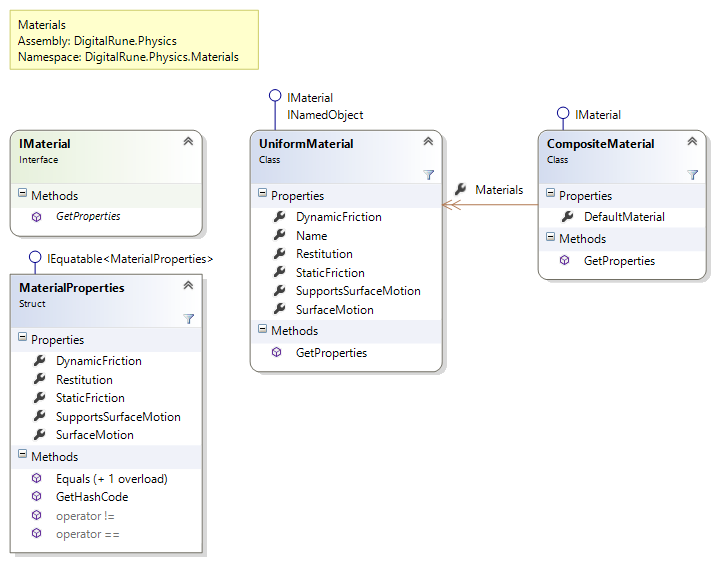 Materials
Assembly: DigitalRune.Physics
Namespace: DigitalRune.Physics.Materials
IMaterial
Interface
Methods
GetProperties
IEquatable<MaterialProperties>
MaterialProperties
Struct
Properties
DynamicFriction
Restitution
StaticFriction
SupportsSurfaceMotion
SurfaceMotion
Methods
Equals (+ 1 overload)
GetHashCode
operator !=
operator ==
IMaterial
INamedObject
UniformMaterial
Class
Properties
DynamicFriction
Name
Restitution
StaticFriction
SupportsSurfaceMotion
SurfaceMotion
Methods
GetProperties
Materials
IMaterial
CompositeMaterial
Class
Properties
DefaultMaterial
Methods
GetProperties